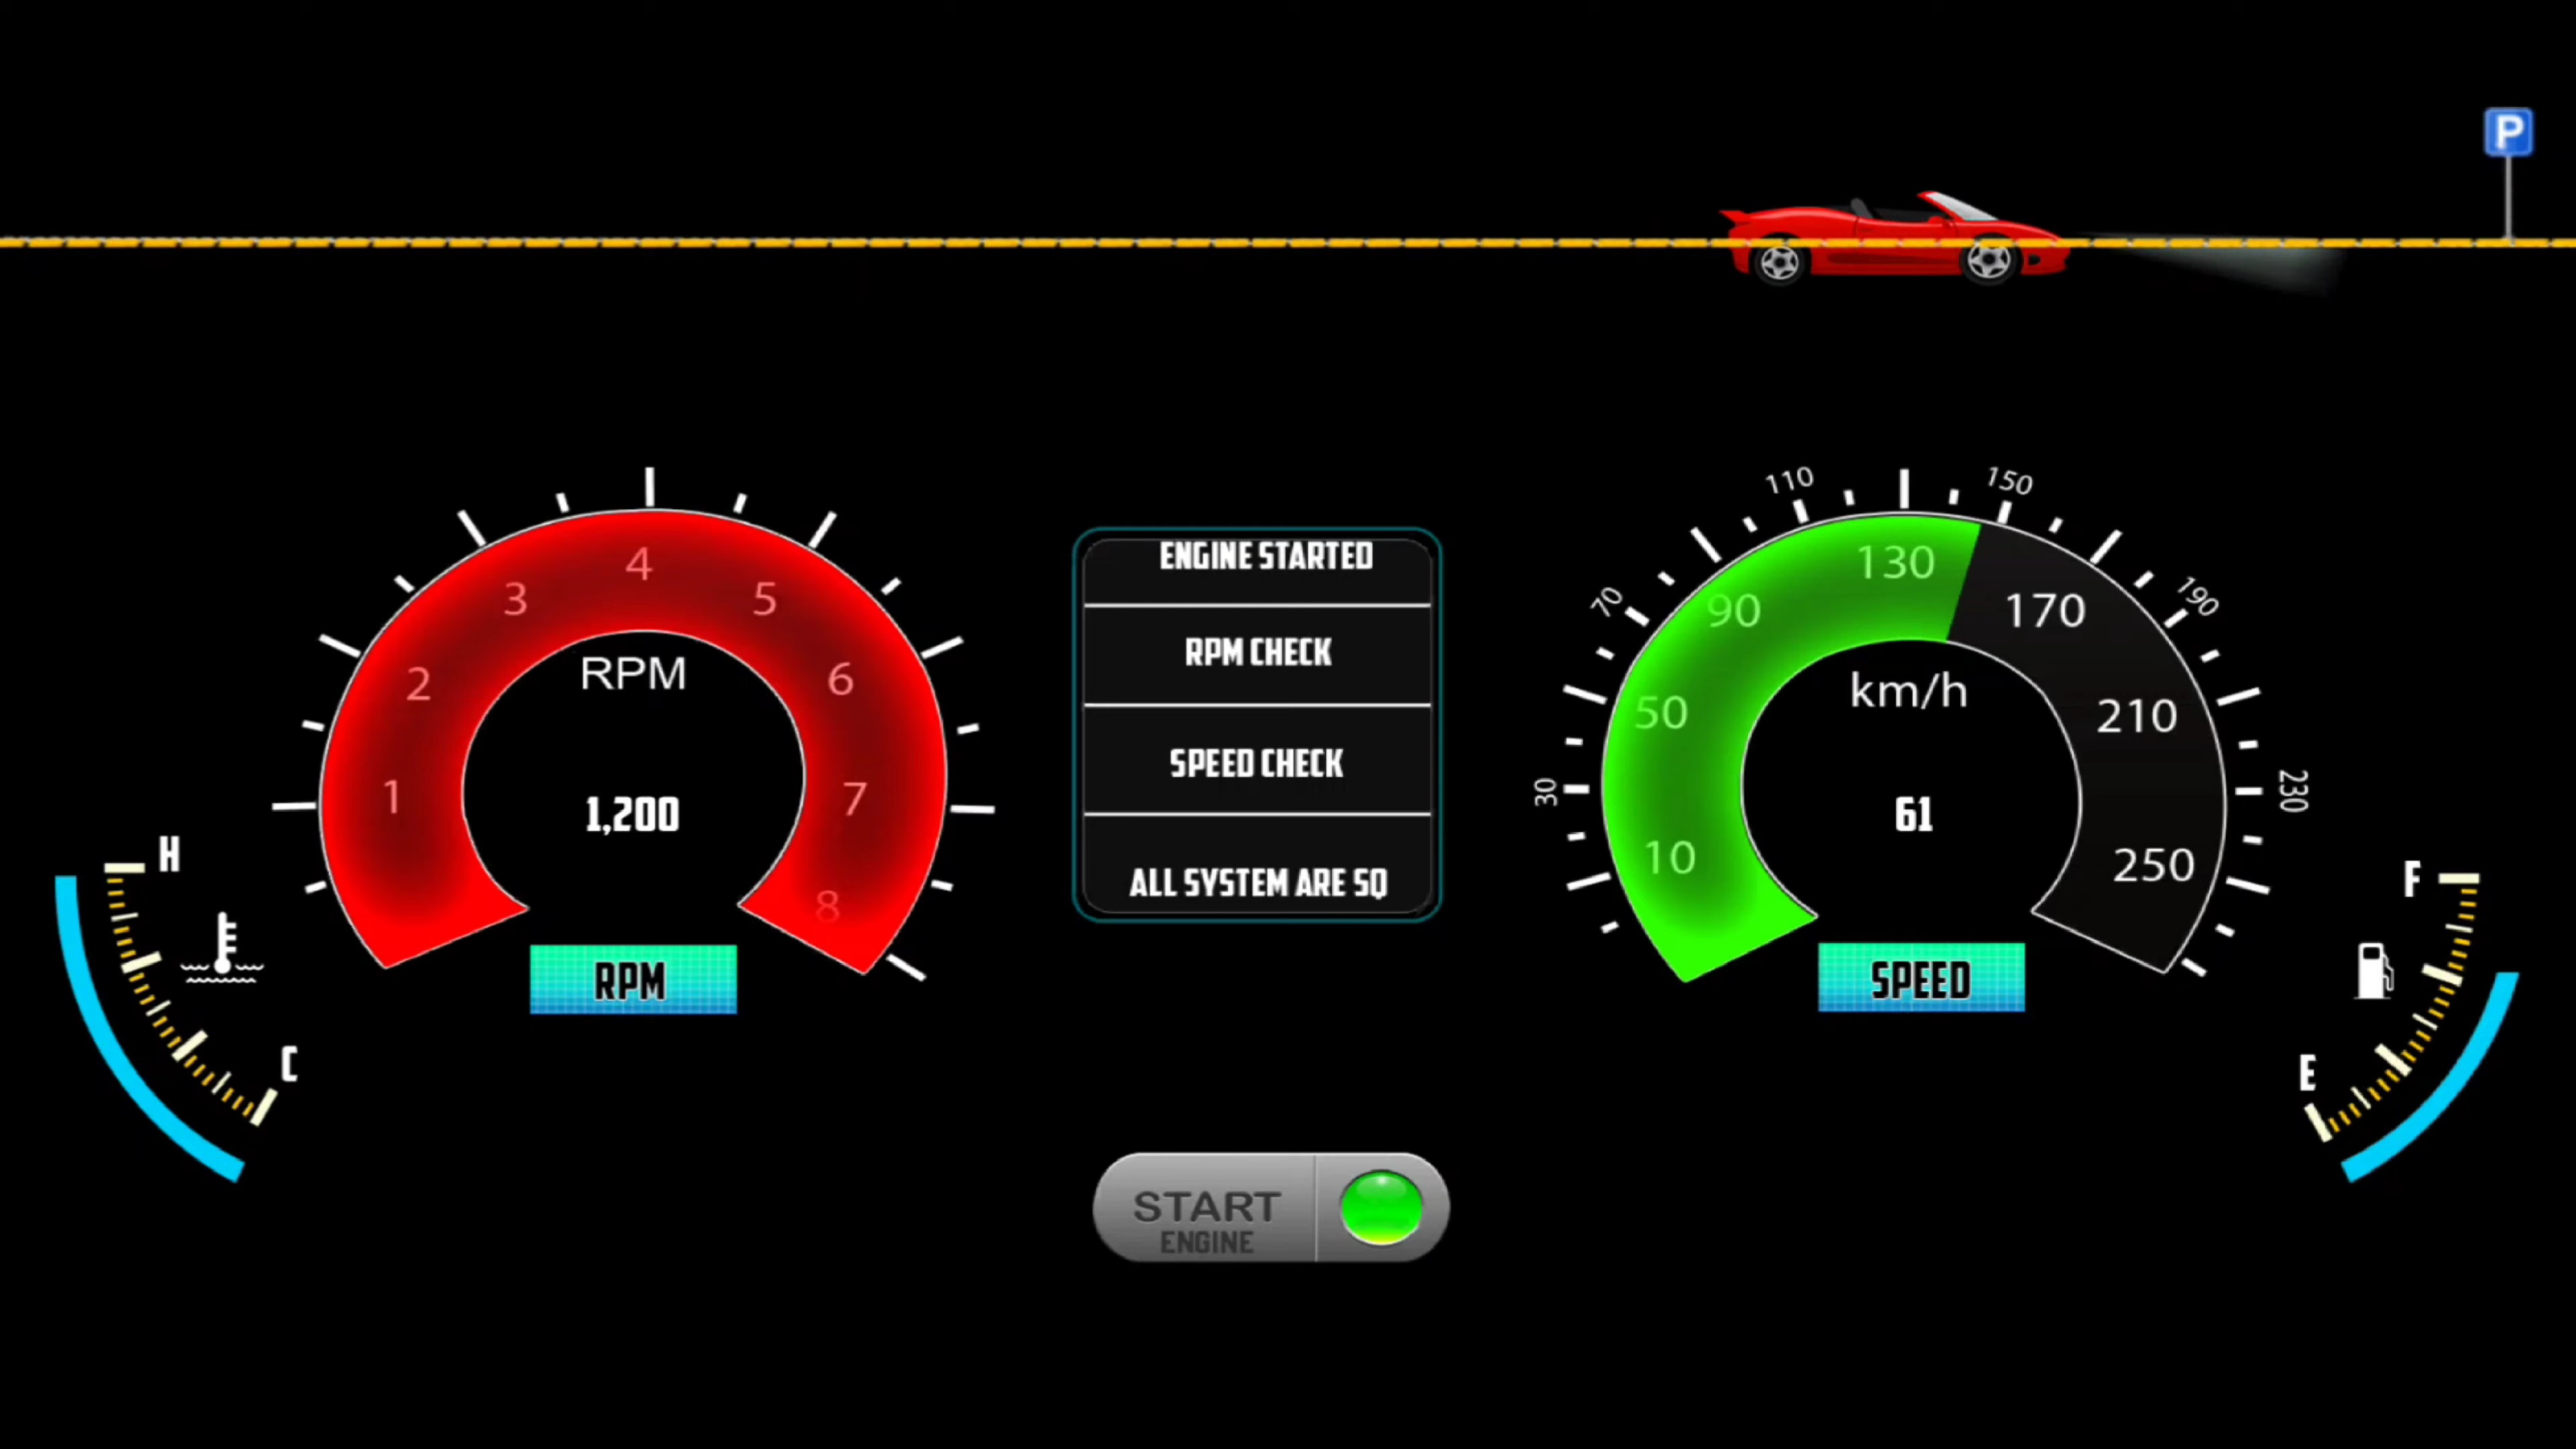 P
ENGINE STARTED
RPM CHECK
SPEED CHECK
ALL SYSTEM ARE SQ
1
2
3
4
5
6
7
8
RPM
1,200
RPM
10
30
50
70
90
110
130
150
170
190
210
230
250
km/h
61
SPEED
H
C
F
E
START
ENGINE